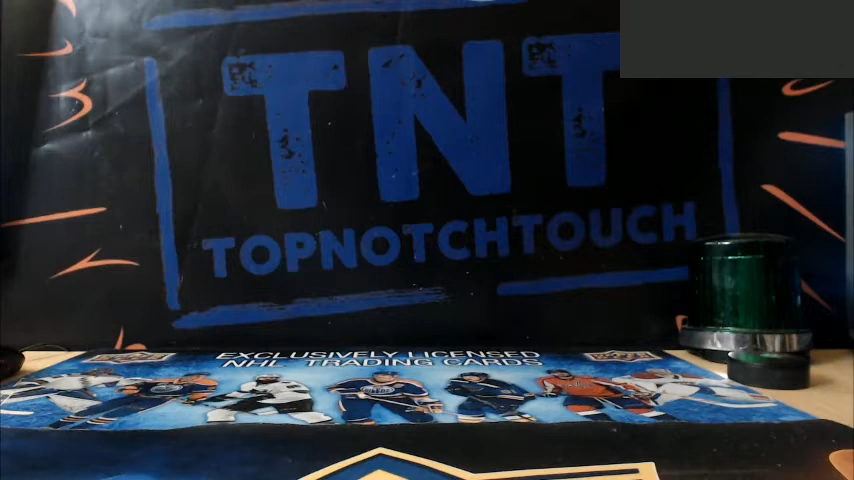 TNT
TOPNOTCHTOUCH
EXCLUSIVELY LICENSED
NHL TRADING CARDS